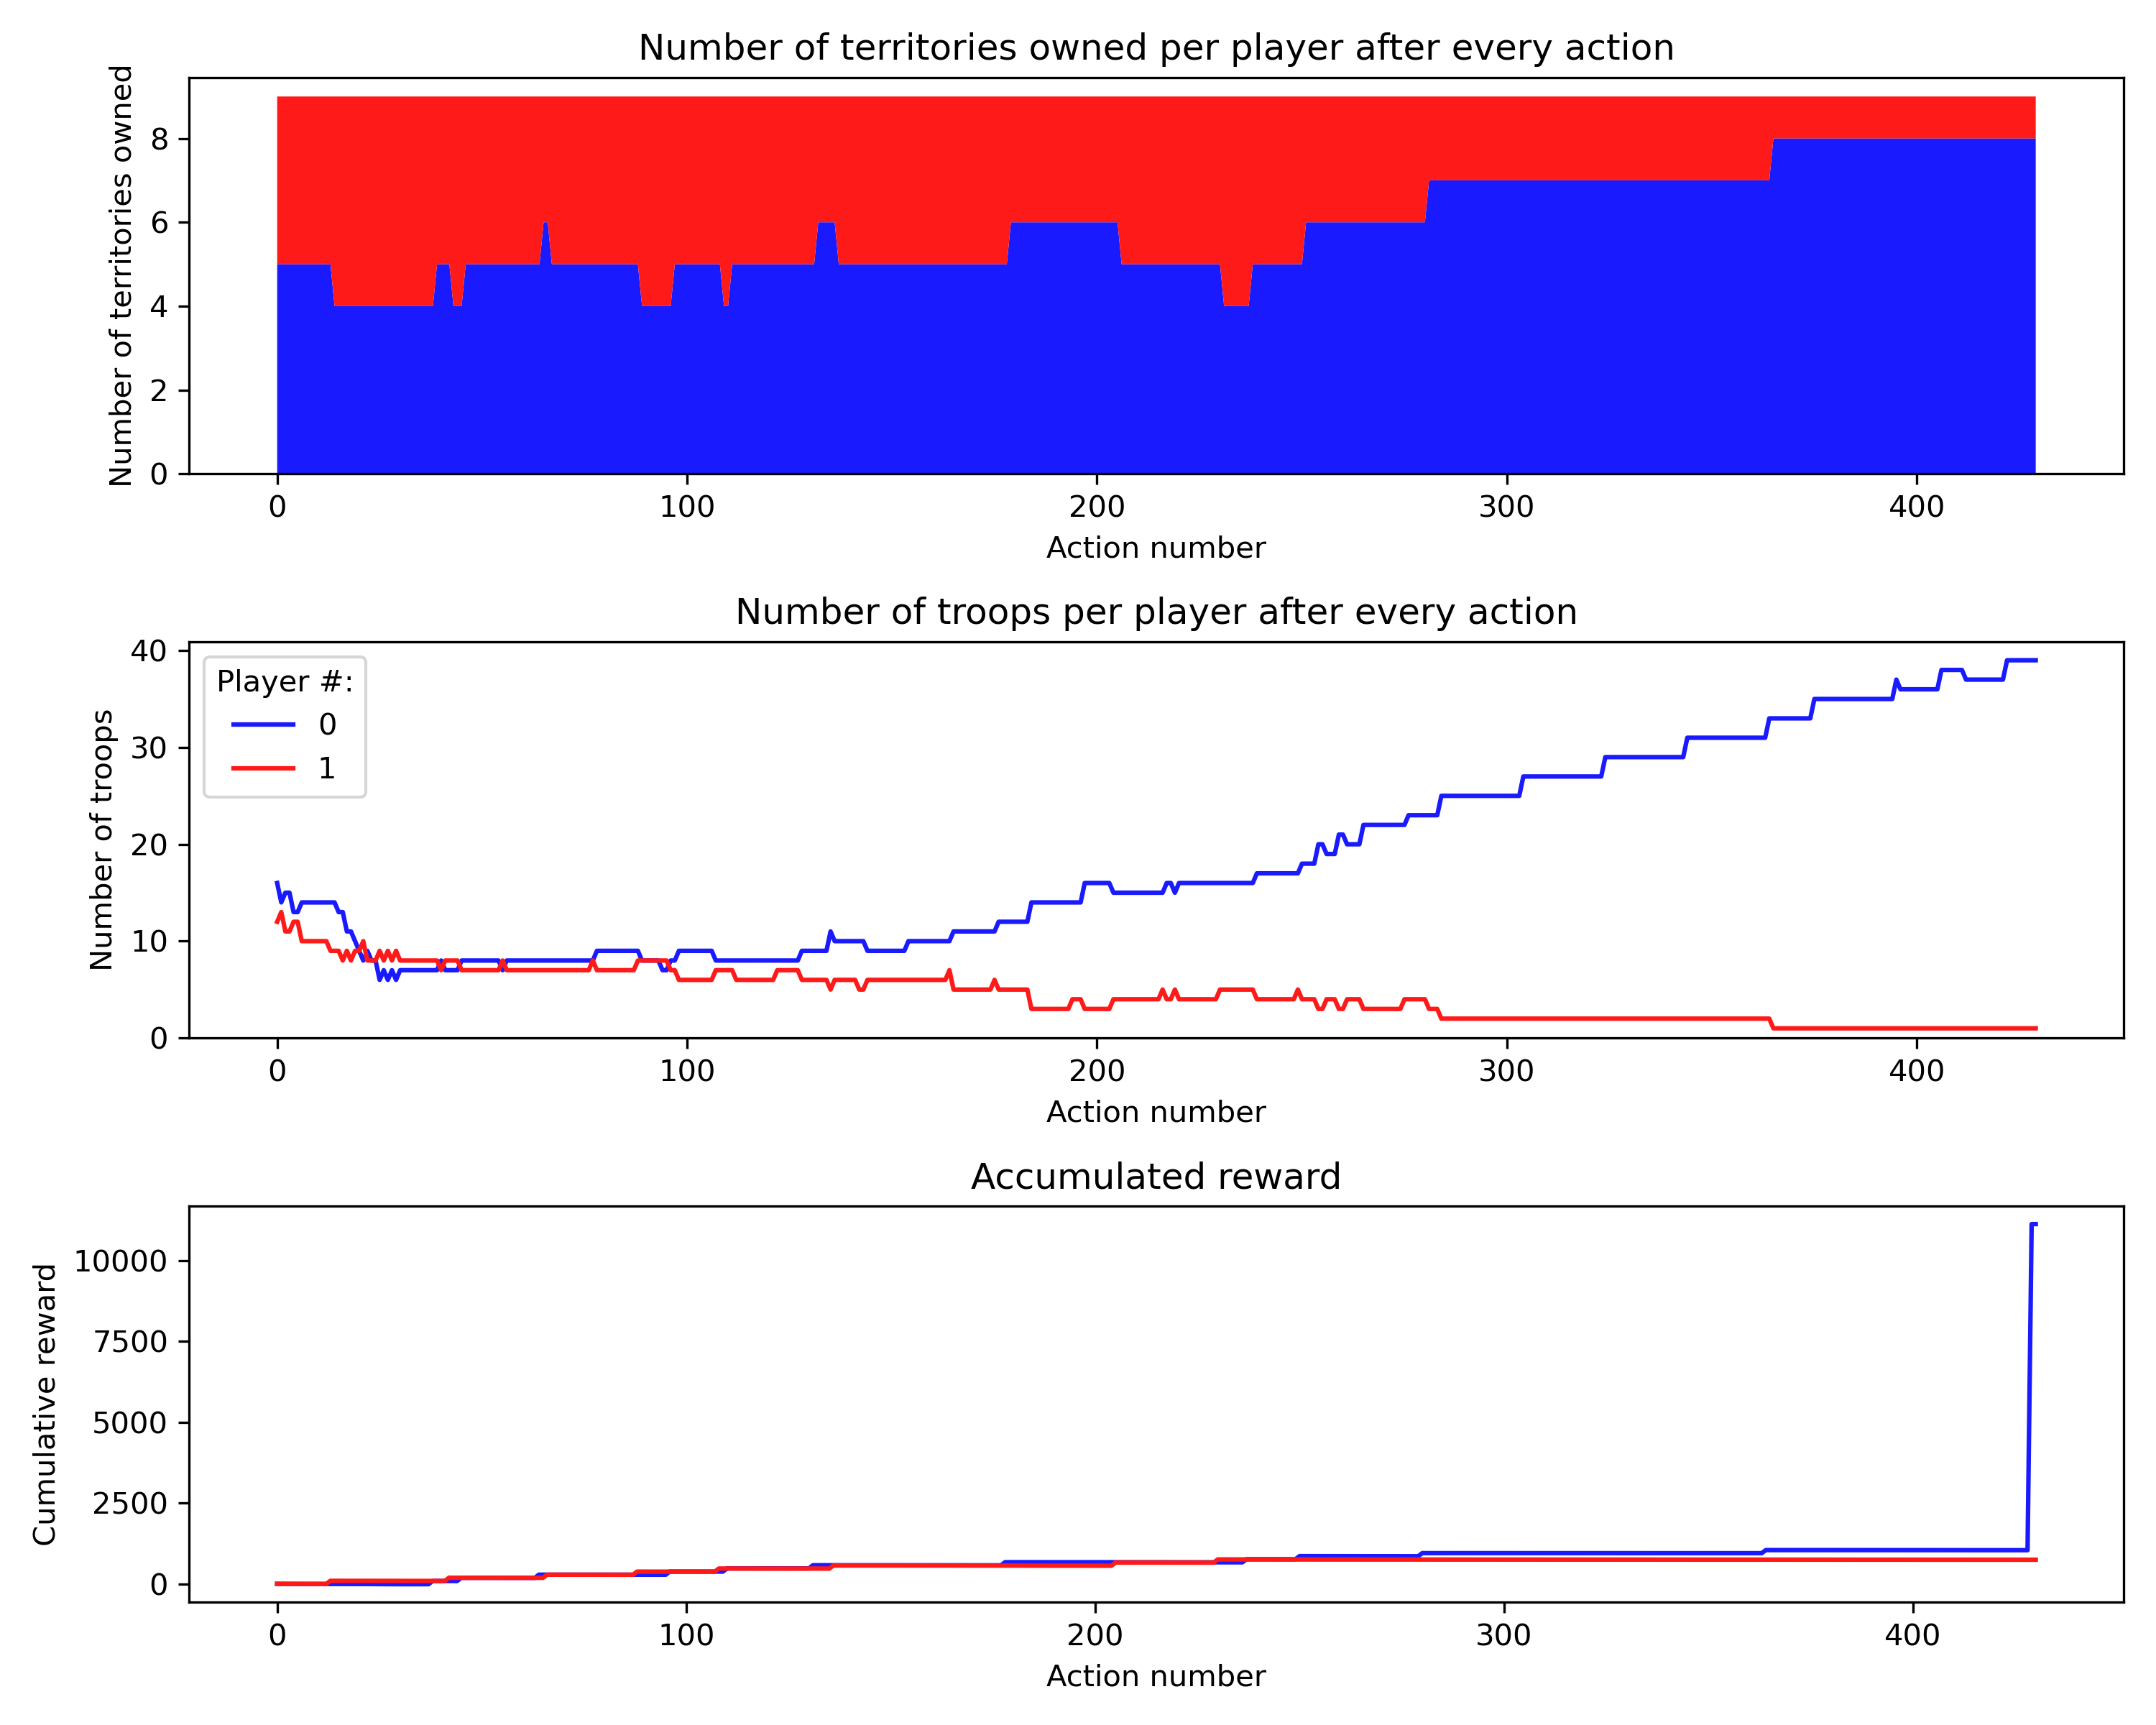 Number of territories owned per player after every action
Number of territories owned
8
6
4
2
0
0 100 200 300 400
Action number
Number of troops per player after every action
Number of troops
40
30
20
10
0
Player #:
0
1
0 100 200 300 400
Action number
Accumulated reward
Cumulative reward
10000
7500
5000
2500
0
0 100 200 300 400
Action number